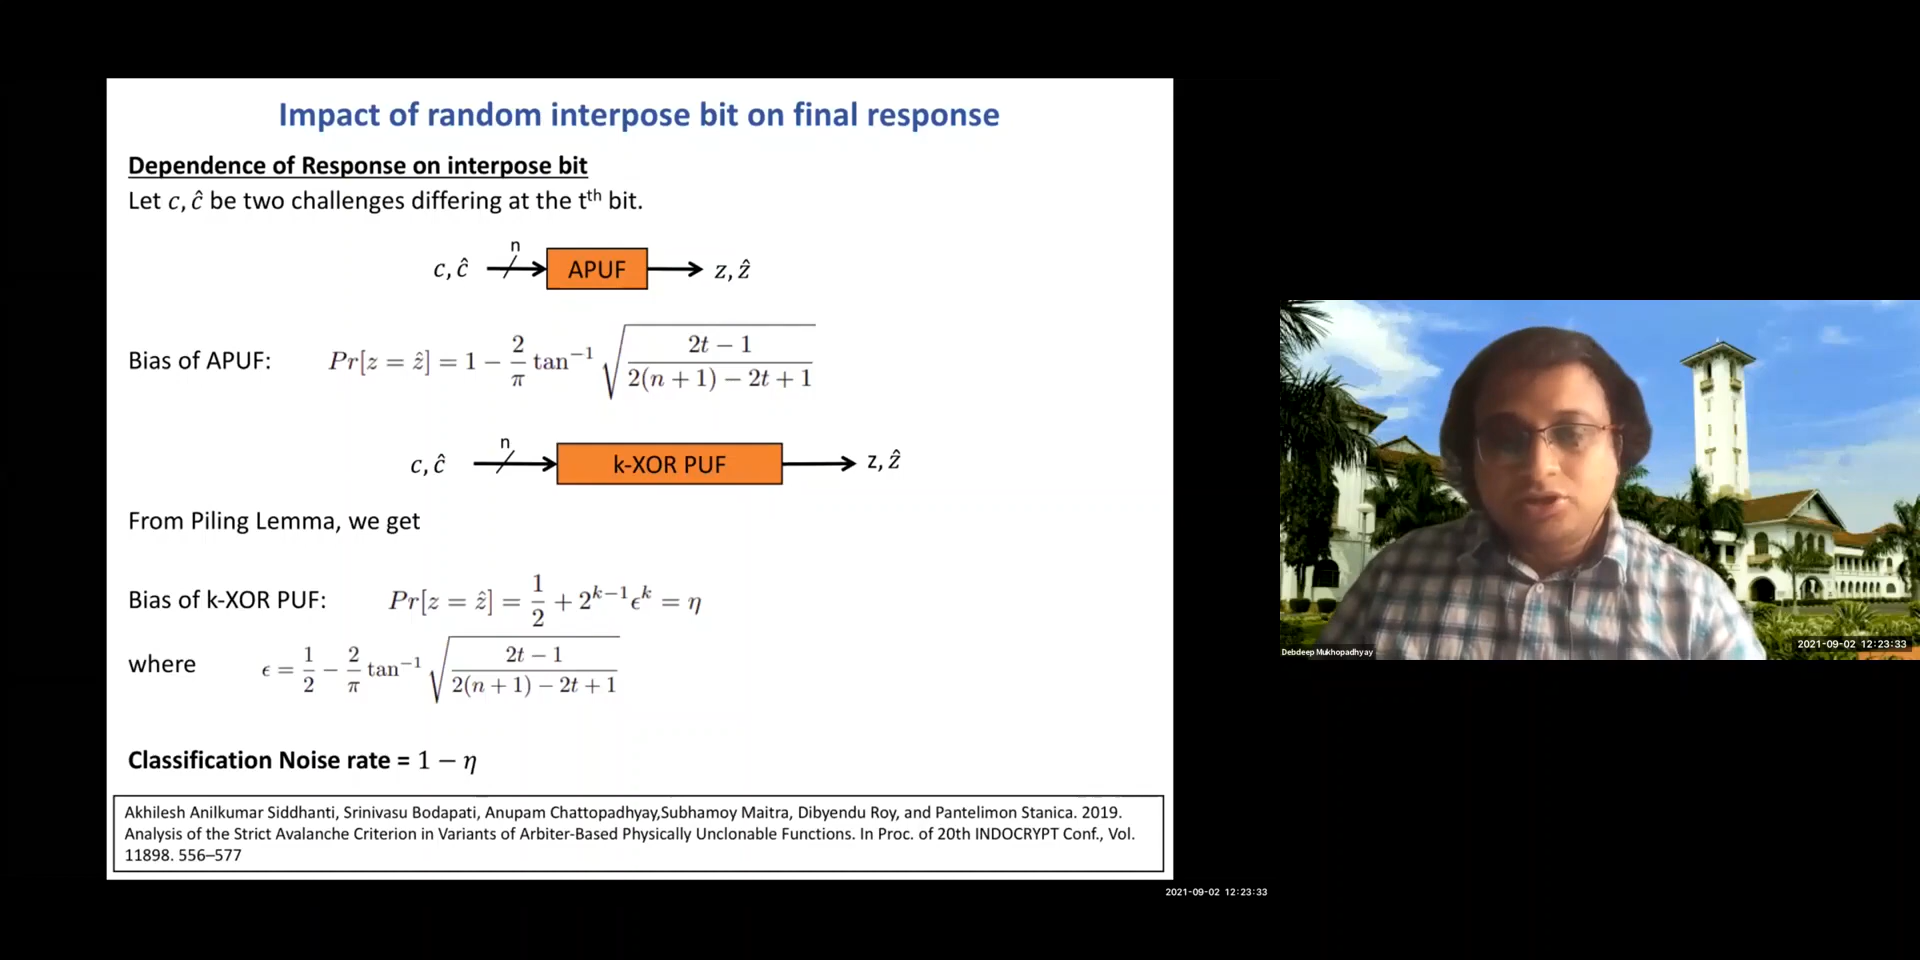 Impact of random interpose bit on final response
Dependence of Response on interpose bit
Let c, ĉ be two challenges differing at the tᵗʰ bit.
n
c, ĉ APUF z, ẑ
Bias of APUF: Pr[z = ẑ] = 1 − 2/π tan⁻¹ √((2t − 1)/(2(n + 1) − 2t + 1))
n
c, ĉ k-XOR PUF z, ẑ
From Piling Lemma, we get
Bias of k-XOR PUF: Pr[z = ẑ] = 1/2 + 2ᵏ⁻¹ϵᵏ = η
where ϵ = 1/2 − 2/π tan⁻¹ √((2t − 1)/(2(n + 1) − 2t + 1))
Classification Noise rate = 1 − η
Akhilesh Anilkumar Siddhanti, Srinivasu Bodapati, Anupam Chattopadhyay,Subhamoy Maitra, Dibyendu Roy, and Pantelimon Stanica. 2019.
Analysis of the Strict Avalanche Criterion in Variants of Arbiter-Based Physically Unclonable Functions. In Proc. of 20th INDOCRYPT Conf., Vol.
11898. 556–577
2021-09-02 12:23:33
Debdeep Mukhopadhyay
2021-09-02 12:23:33